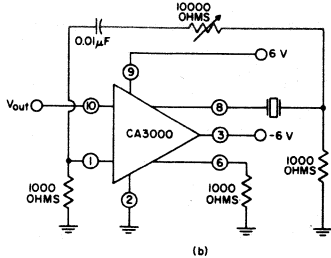 10000
OHMS
0.01µF
9
6 V
Vout
10
8
CA3000
3
-6 V
1
6
1000
OHMS
2
1000
OHMS
1000
OHMS
(b)